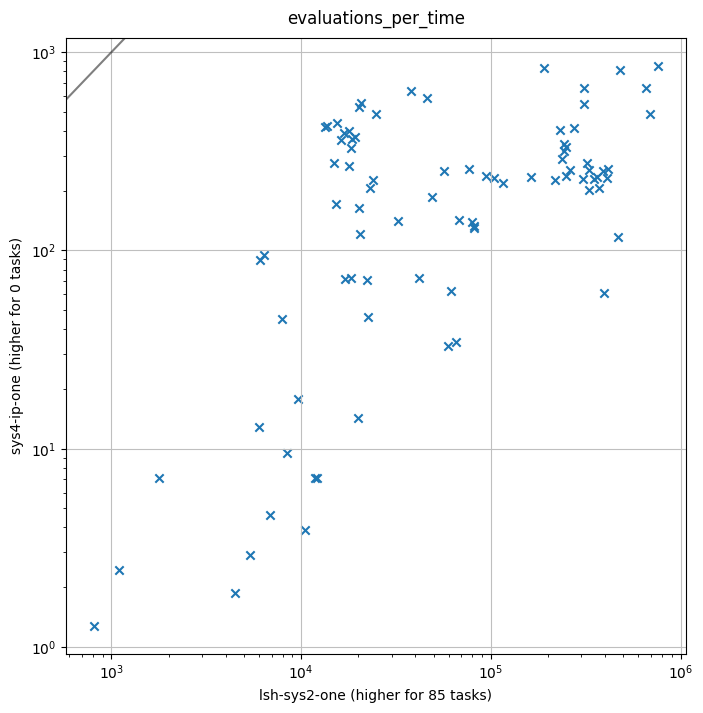 evaluations_per_time
sys4-ip-one (higher for 0 tasks)
10³
10²
10¹
10⁰
10³ 10⁴ 10⁵ 10⁶
lsh-sys2-one (higher for 85 tasks)